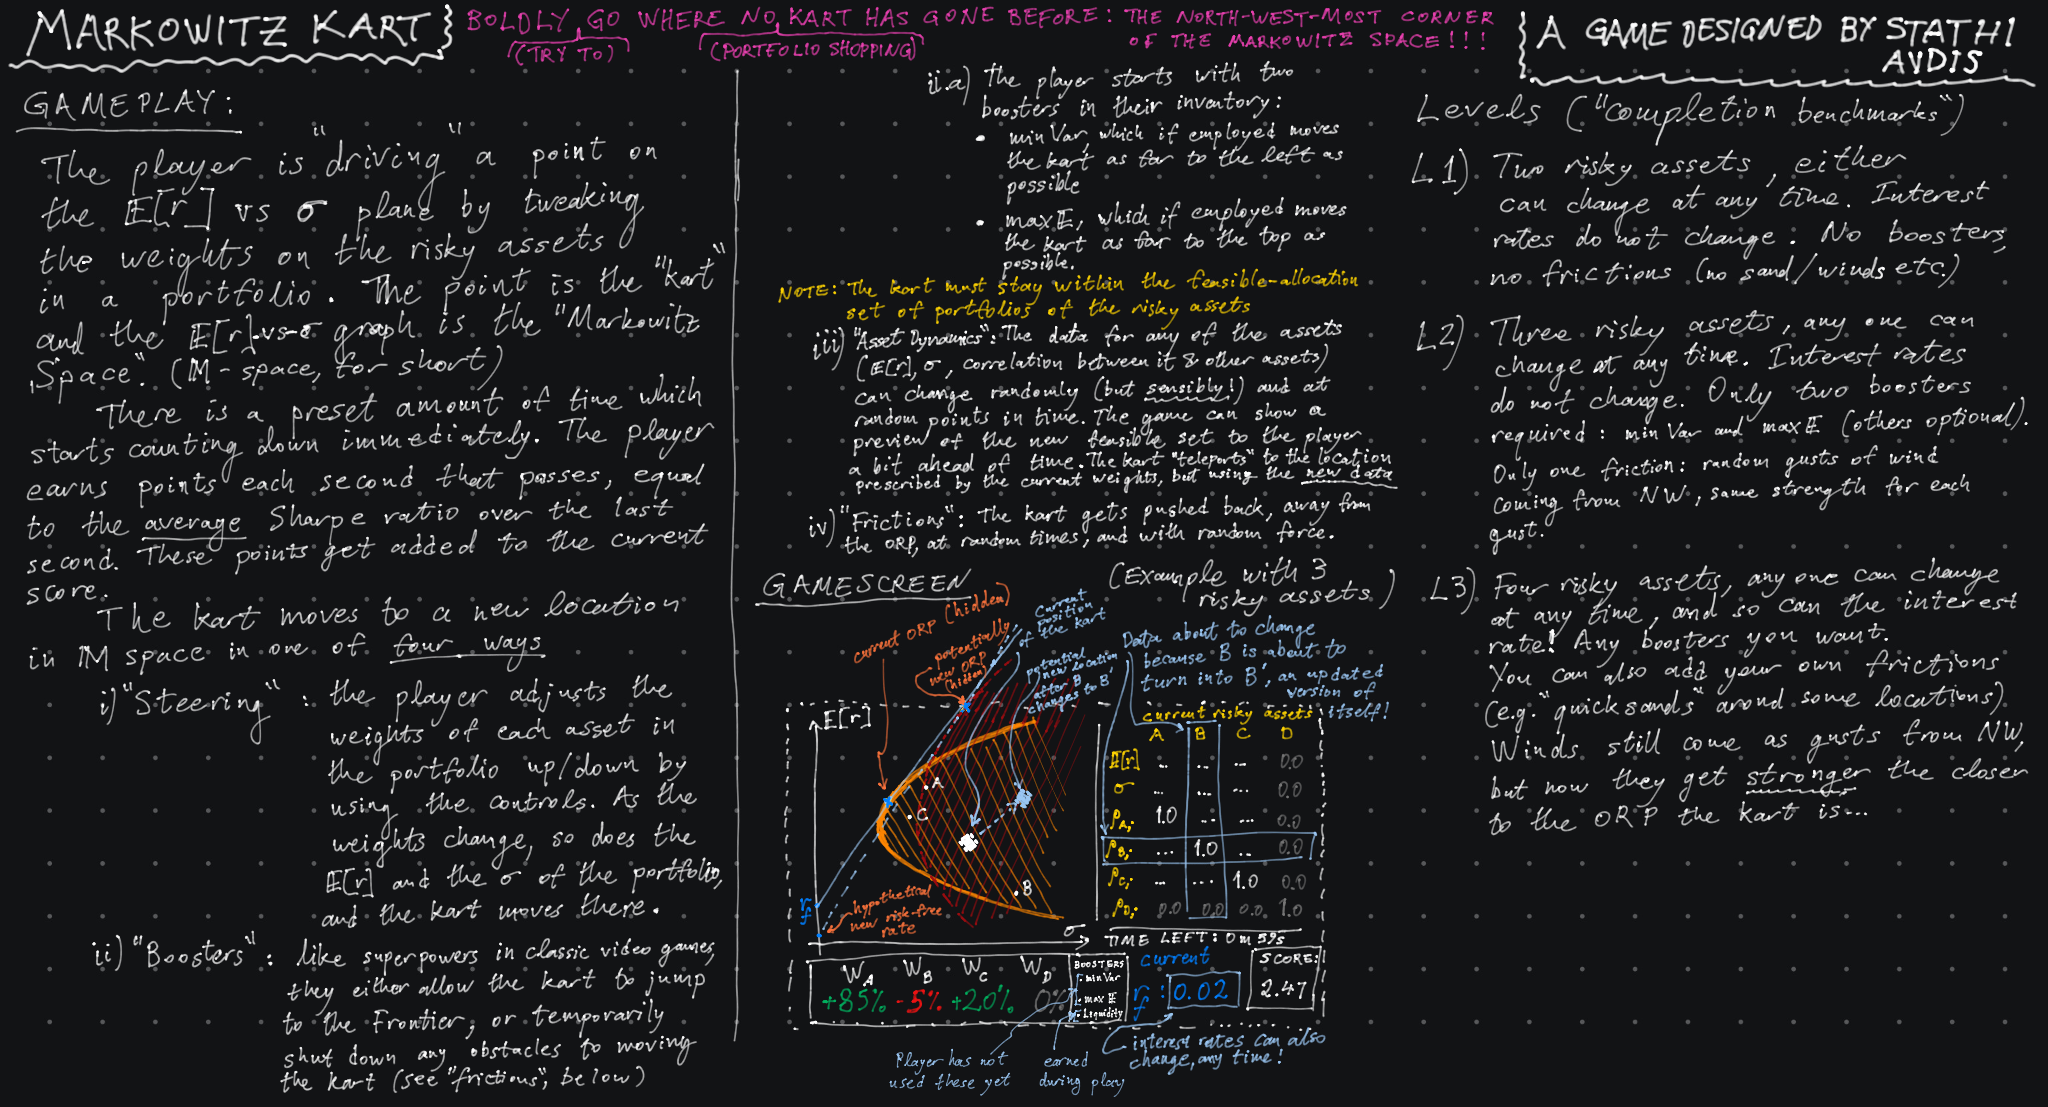 MARKOWITZ KART
BOLDLY GO WHERE NO KART HAS GONE BEFORE: THE NORTH-WEST-MOST CORNER
(TRY TO) (PORTFOLIO SHOPPING) OF THE MARKOWITZ SPACE!!!
A GAME DESIGNED BY STATHI
AVDIS
GAMEPLAY:
The player is "driving" a point on
the E[r] vs σ plane by tweaking
the weights on the risky assets
in a portfolio. The point is the "kart"
and the E[r]-vs-σ graph is the "Markowitz
Space". (M-space, for short)
There is a preset amount of time which
starts counting down immediately. The player
earns points each second that passes, equal
to the average Sharpe ratio over the last
second. These points get added to the current
score.
The kart moves to a new location
in M space in one of four ways
i) "Steering": the player adjusts the
weights of each asset in
the portfolio up/down by
using the controls. As the
weights change, so does the
E[r] and the σ of the portfolio,
and the kart moves there.
ii) "Boosters": like superpowers in classic video games,
they either allow the kart to jump
to the Frontier, or temporarily
shut down any obstacles to moving
the kart (see "frictions", below)
ii.a) The player starts with two
boosters in their inventory:
• minVar, which if employed moves
the kart as far to the left as
possible
• maxE, which if employed moves
the kart as far to the top as
possible.
NOTE: The kart must stay within the feasible-allocation
set of portfolios of the risky assets
iii) "Asset Dynamics": The data for any of the assets
(E[r], σ, correlation between it & other assets)
can change randomly (but sensibly!) and at
random points in time. The game can show a
preview of the new feasible set to the player
a bit ahead of time. The kart "teleports" to the location
prescribed by the current weights, but using the new data
iv) "Frictions": The kart gets pushed back, away from
the ORP, at random times, and with random force.
GAMESCREEN
(Example with 3
risky assets)
current ORP (hidden)
potentially
new ORP
(hidden)
current
position
of the kart
potential
new location
after B
changes to B'
Data about to change
because B is about to
turn into B', an updated
version of
itself!
E[r]
A
C
B
r_f
hypothetical
new risk-free
rate
σ
current risky assets
A B C D
E[r] ... ... ... 0.0
σ ... ... ... 0.0
ρA,i 1.0 ... ... 0.0
ρB,i ... 1.0 ... 0.0
ρC,i ... ... 1.0 0.0
ρD,i 0.0 0.0 0.0 1.0
TIME LEFT: 0m 59s
W_A W_B W_C W_D
+85% -5% +20% 0%
BOOSTERS
• minVar
• maxE
• Liquidity
current
r_f : 0.02
SCORE:
2.47
Player has not
used these yet
earned
during play
interest rates can also
change, any time!
Levels ("completion benchmarks")
L1) Two risky assets, either
can change at any time. Interest
rates do not change. No boosters,
no frictions (no sand/winds etc.)
L2) Three risky assets, any one can
change at any time. Interest rates
do not change. Only two boosters
required: minVar and maxE (others optional).
Only one friction: random gusts of wind
coming from NW, same strength for each
gust.
L3) Four risky assets, any one can change
at any time, and so can the interest
rate! Any boosters you want.
You can also add your own frictions
(e.g. "quicksands" arond some locations)
Winds still come as gusts from NW,
but now they get stronger the closer
to the ORP the kart is...